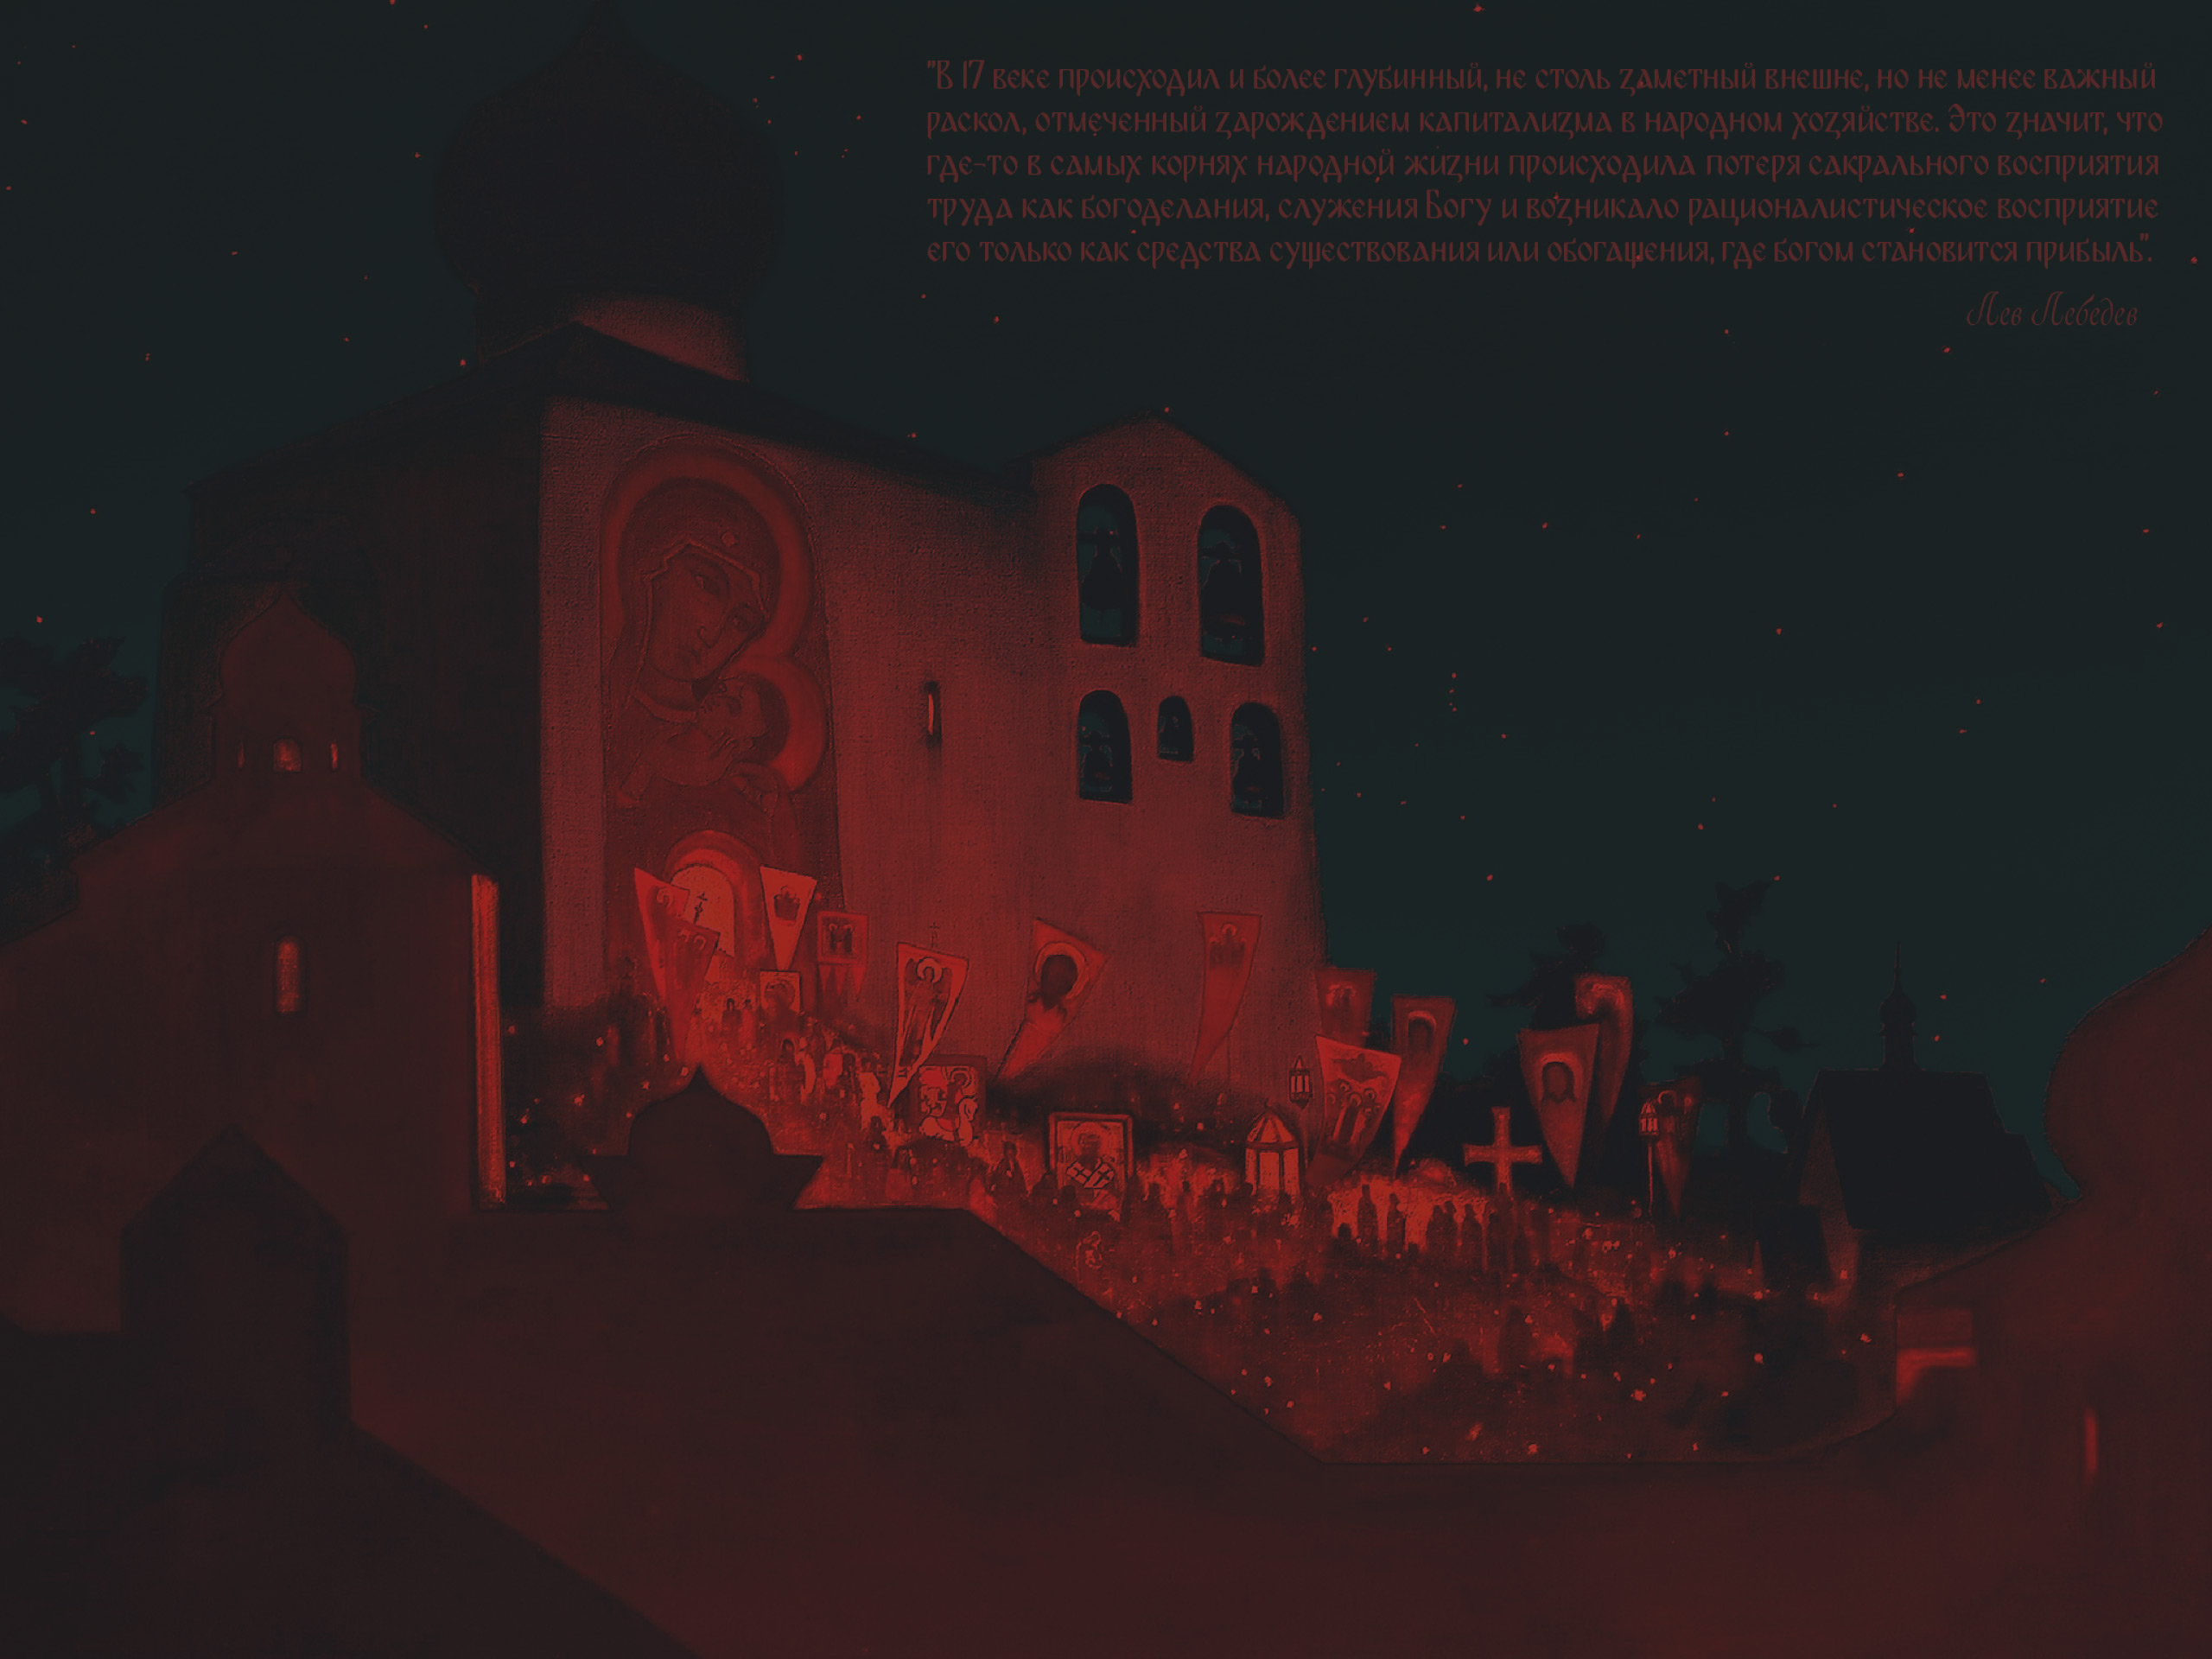 "В 17 веке происходил и более глубинный, не столь заметный внешне, но не менее важный
раскол, отмеченный зарождением капитализма в народном хозяйстве. Это значит, что
где-то в самых корнях народной жизни происходила потеря сакрального восприятия
труда как богоделания, служения Богу и возникало рационалистическое восприятие
его только как средства существования или обогащения, где богом становится прибыль".
Лев Лебедев